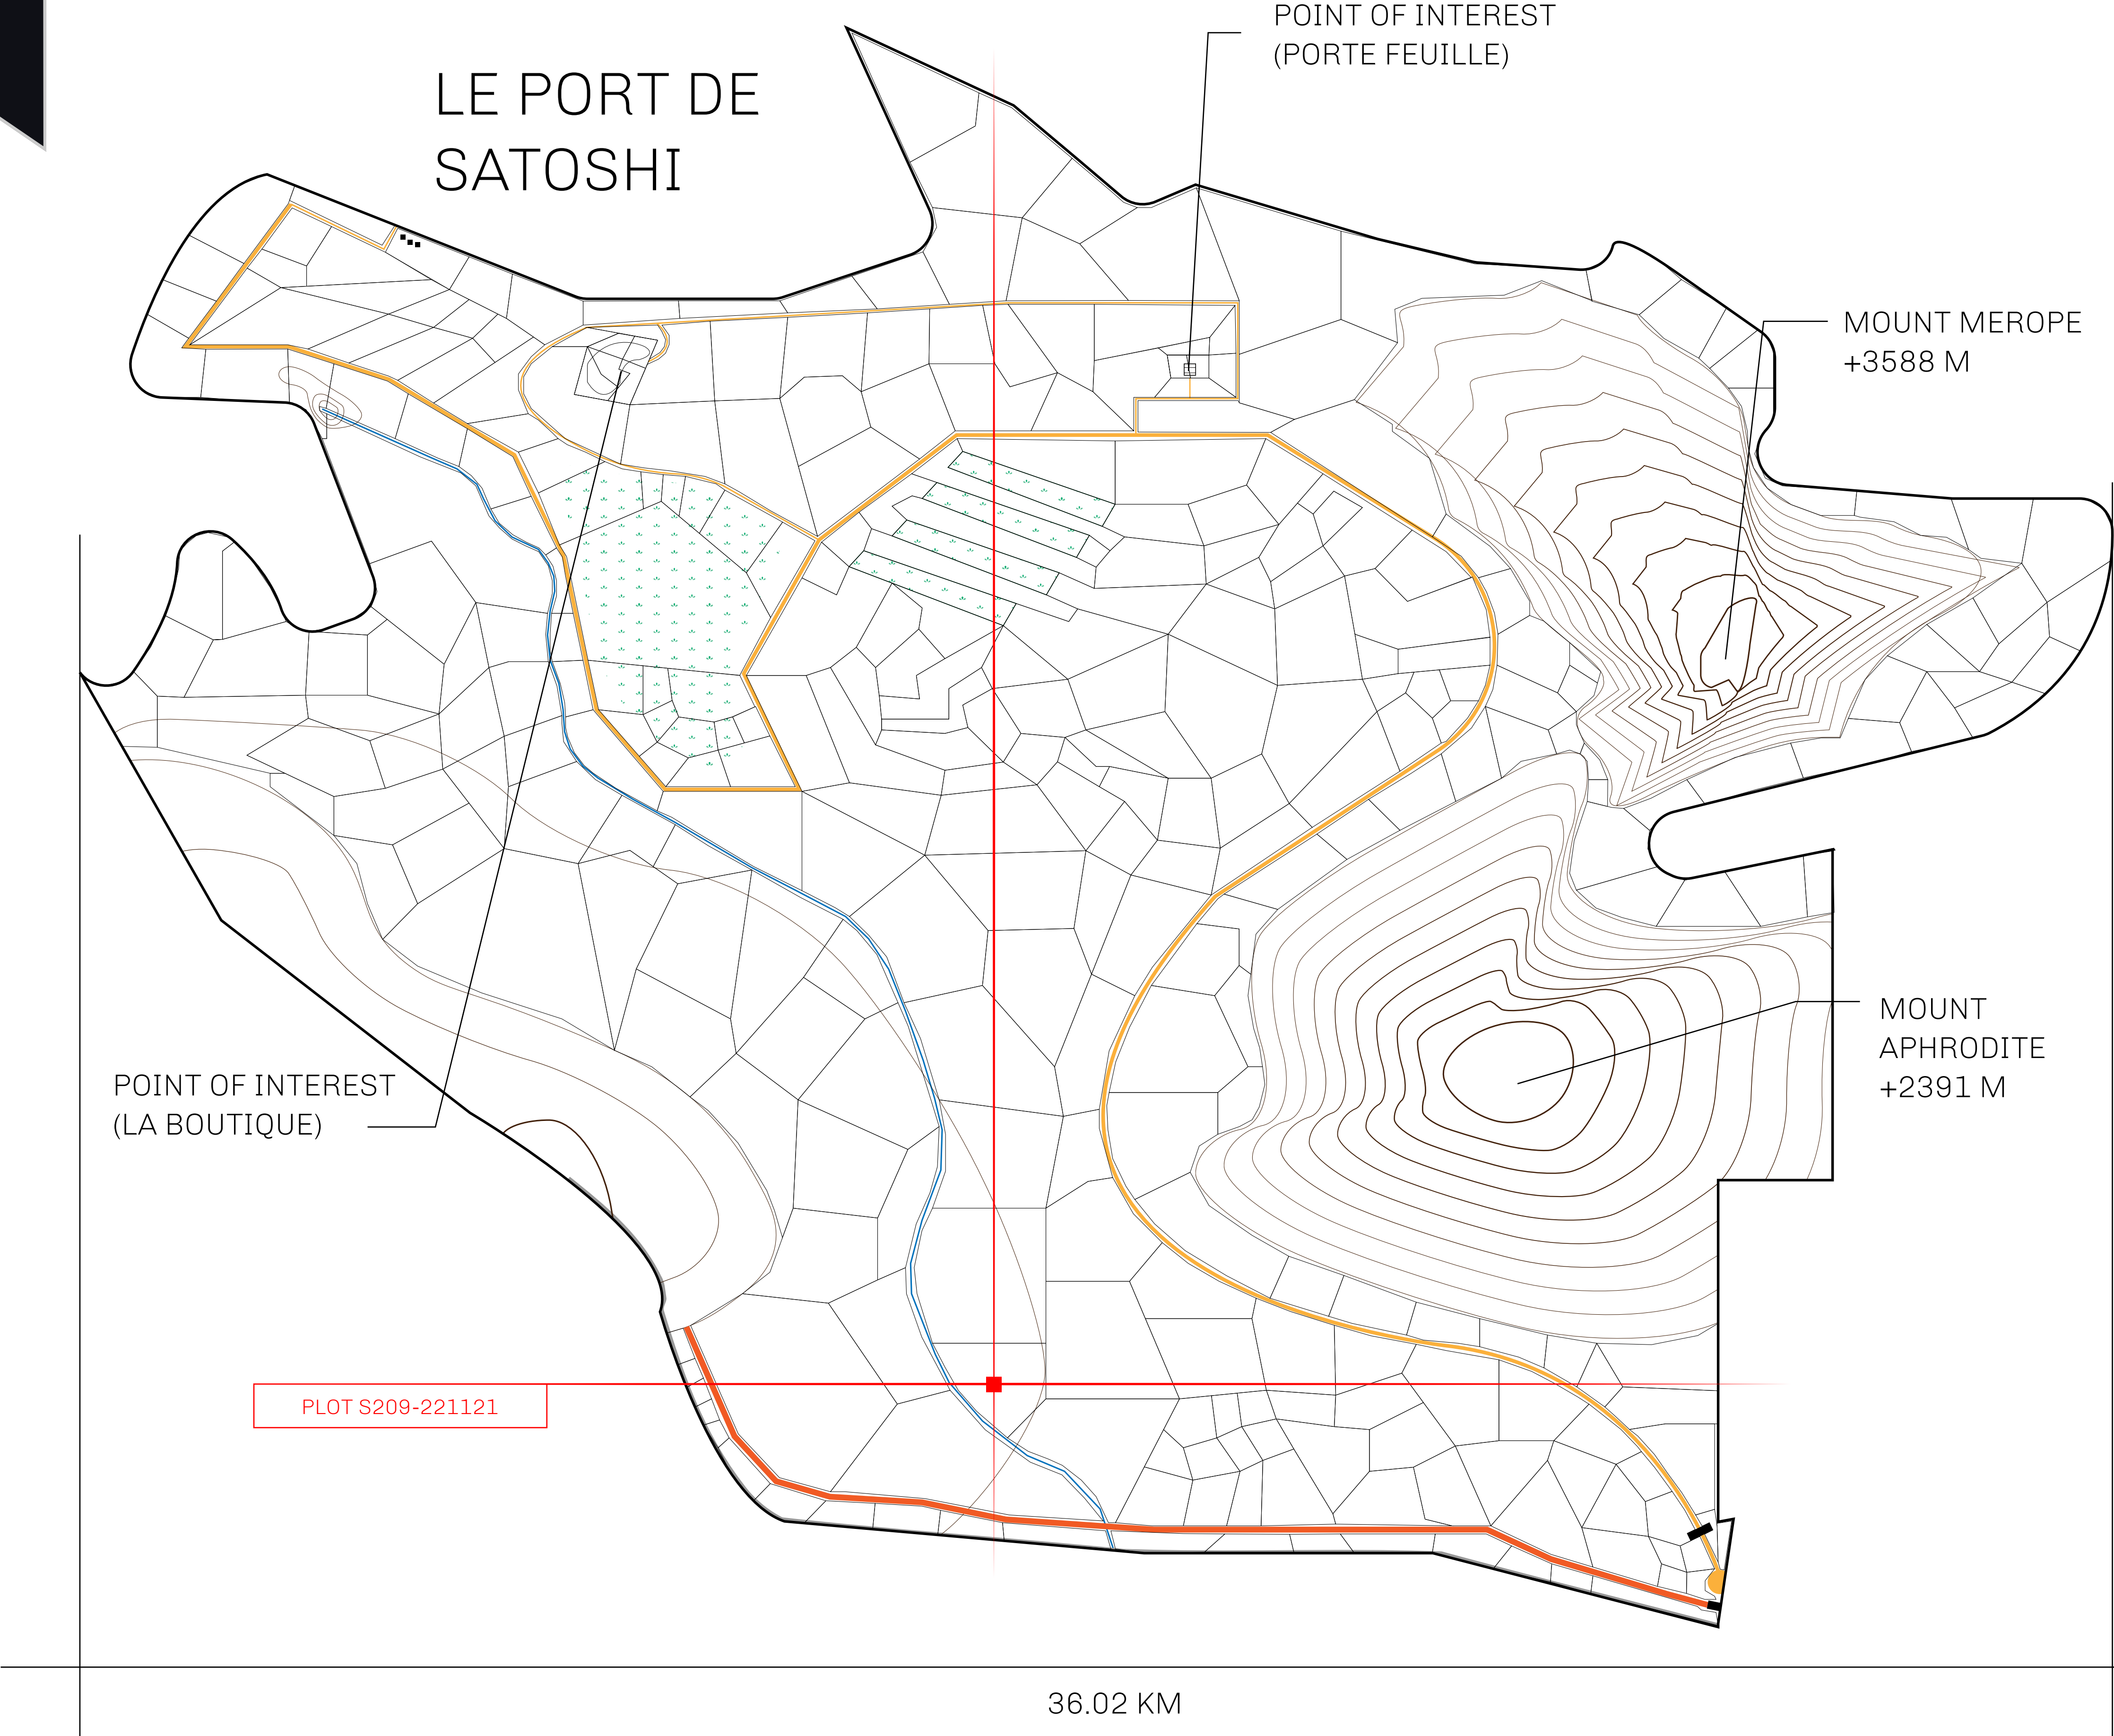 POINT OF INTEREST
(PORTE FEUILLE)
LE PORT DE
SATOSHI
MOUNT MEROPE
+3588 M
MOUNT
APHRODITE
+2391 M
POINT OF INTEREST
(LA BOUTIQUE)
PLOT S209-221121
36.02 KM